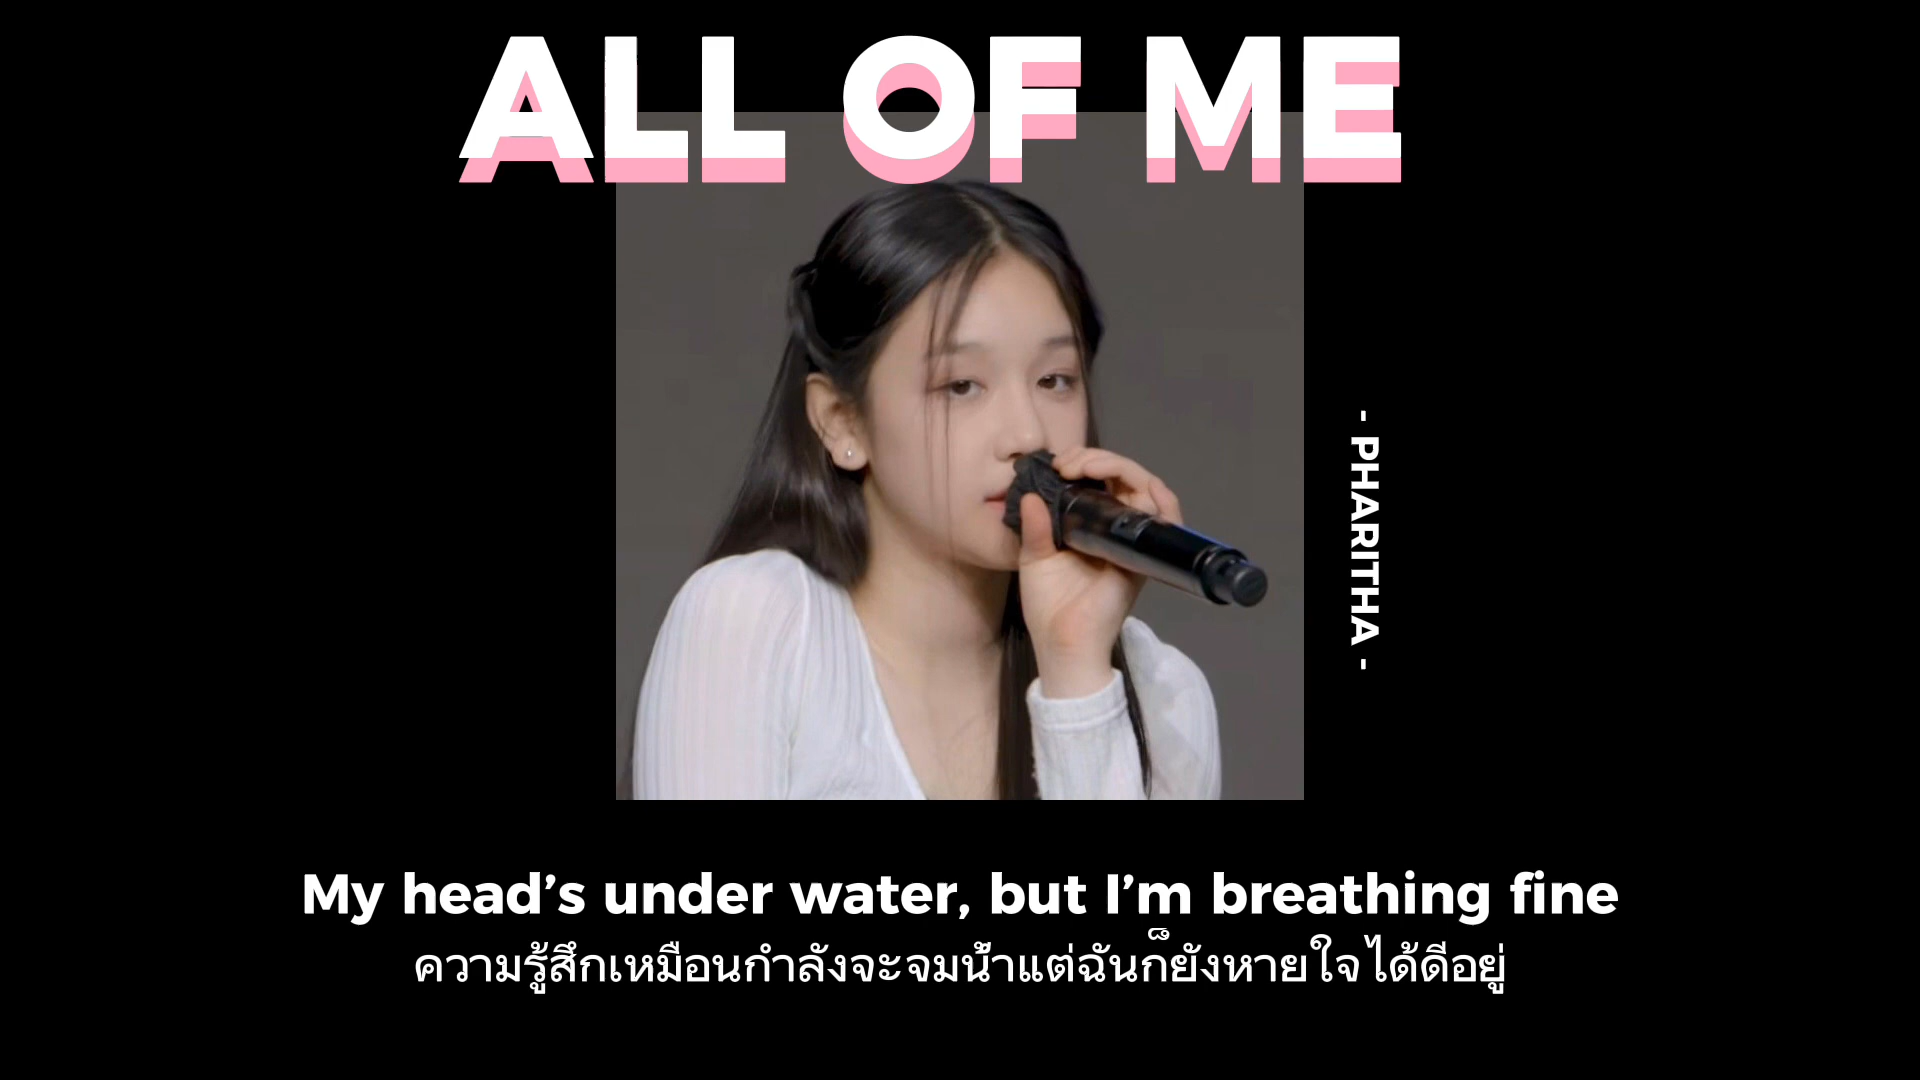 ALL OF ME
- PHARITHA -
My head’s under water, but I’m breathing fine
ความรู้สึกเหมือนกำลังจะจมน้ำแต่ฉันก็ยังหายใจได้ดีอยู่